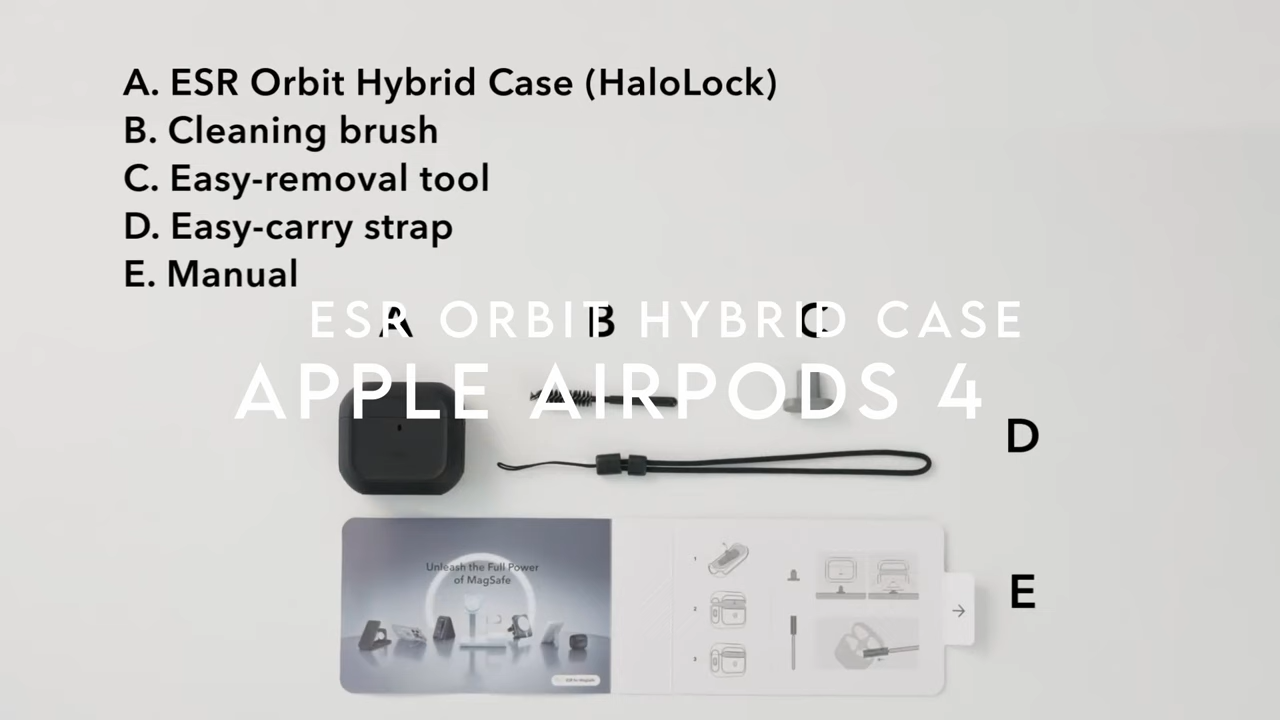 A. ESR Orbit Hybrid Case (HaloLock)
B. Cleaning brush
C. Easy-removal tool
D. Easy-carry strap
E. Manual
ESR ORBIT HYBRID CASE
A B C
APPLE AIRPODS 4
D
Unleash the Full Power
of MagSafe
1
2
3
E